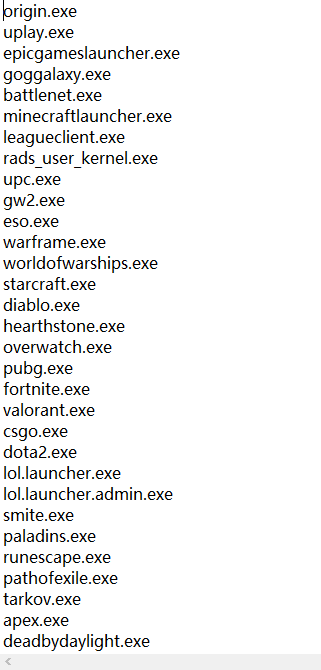 origin.exe
uplay.exe
epicgameslauncher.exe
goggalaxy.exe
battlenet.exe
minecraftlauncher.exe
leagueclient.exe
rads_user_kernel.exe
upc.exe
gw2.exe
eso.exe
warframe.exe
worldofwarships.exe
starcraft.exe
diablo.exe
hearthstone.exe
overwatch.exe
pubg.exe
fortnite.exe
valorant.exe
csgo.exe
dota2.exe
lol.launcher.exe
lol.launcher.admin.exe
smite.exe
paladins.exe
runescape.exe
pathofexile.exe
tarkov.exe
apex.exe
deadbydaylight.exe